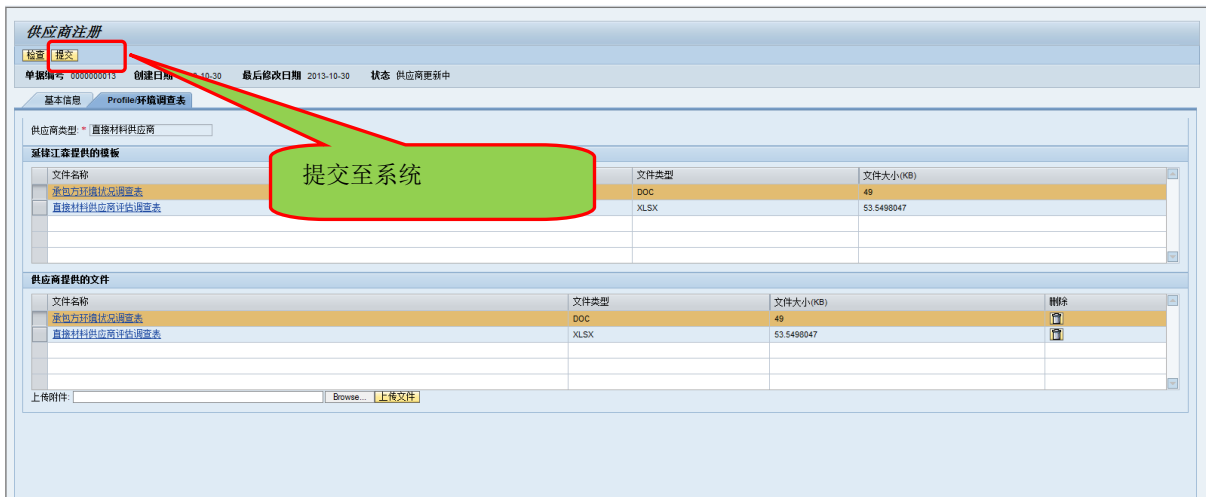 供应商注册
检查 提交
单据编号 0000000013 创建日期 10-30 最后修改日期 2013-10-30 状态 供应商更新中
基本信息 Profile/环境调查表
供应商类型: * 直接材料供应商
延锋江森提供的模板
提交至系统
文件名称 文件类型 文件大小(KB)
承包方环境状况调查表 DOC 49
直接材料供应商评估调查表 XLSX 53.5498047
供应商提供的文件
文件名称 文件类型 文件大小(KB) 删除
承包方环境状况调查表 DOC 49
直接材料供应商评估调查表 XLSX 53.5498047
上传附件: Browse... 上传文件